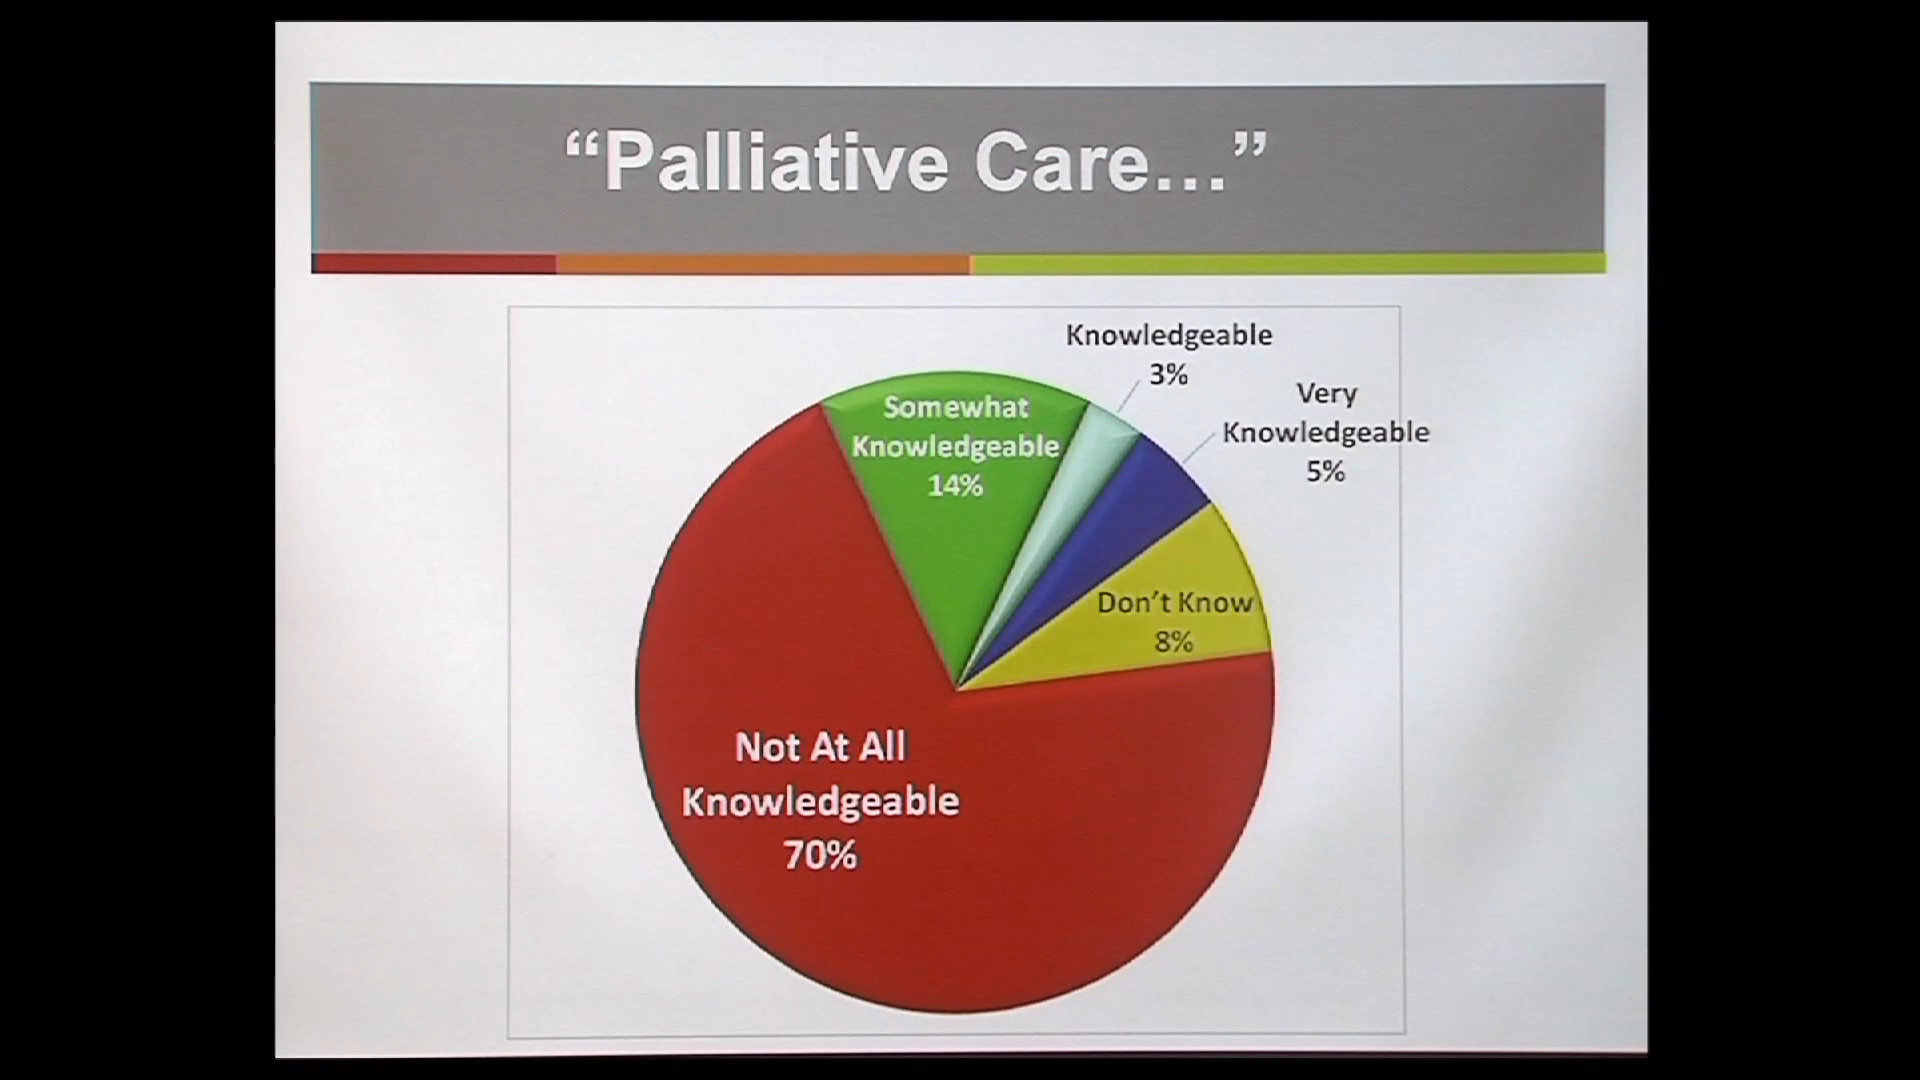 “Palliative Care…”
Knowledgeable
3%
Very
Knowledgeable
5%
Somewhat
Knowledgeable
14%
Don’t Know
8%
Not At All
Knowledgeable
70%